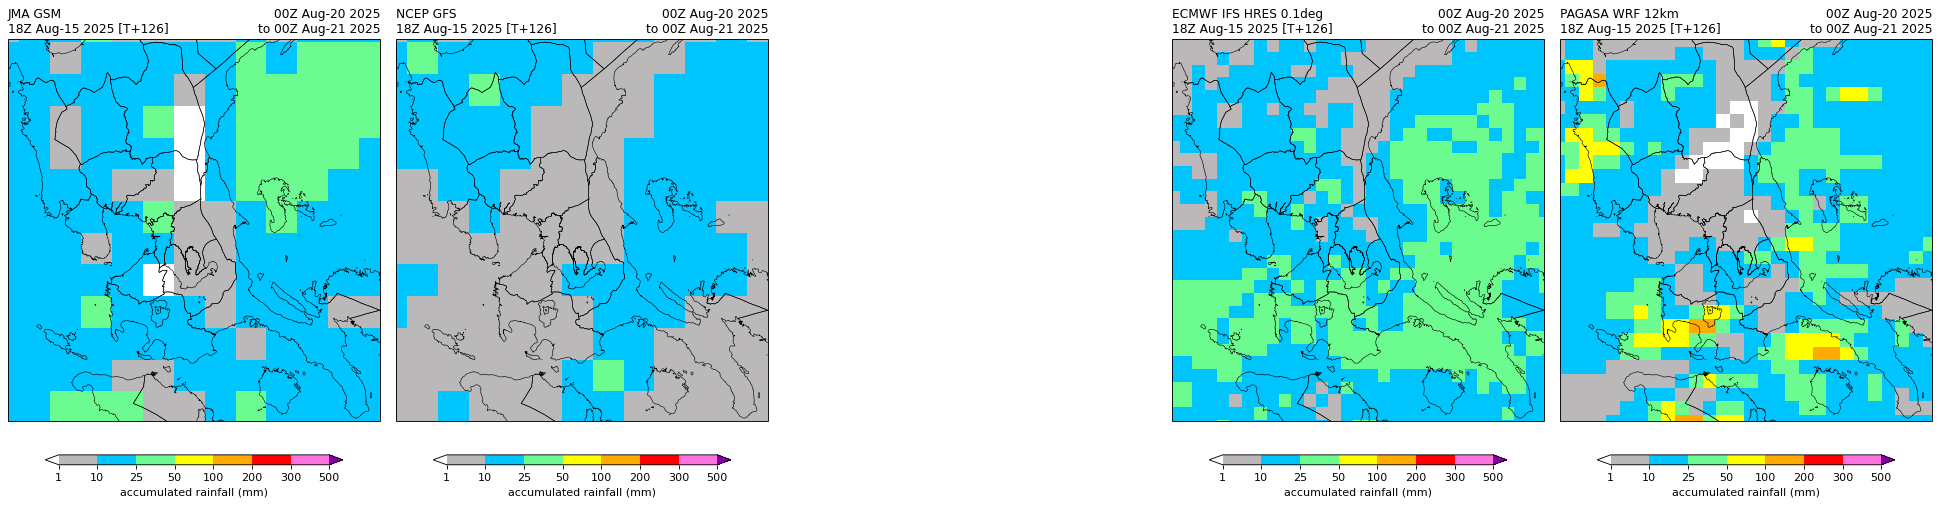 JMA GSM 00Z Aug-20 2025
18Z Aug-15 2025 [T+126] to 00Z Aug-21 2025
NCEP GFS 00Z Aug-20 2025
18Z Aug-15 2025 [T+126] to 00Z Aug-21 2025
ECMWF IFS HRES 0.1deg 00Z Aug-20 2025
18Z Aug-15 2025 [T+126] to 00Z Aug-21 2025
PAGASA WRF 12km 00Z Aug-20 2025
18Z Aug-15 2025 [T+126] to 00Z Aug-21 2025
1 10 25 50 100 200 300 500
accumulated rainfall (mm)
1 10 25 50 100 200 300 500
accumulated rainfall (mm)
1 10 25 50 100 200 300 500
accumulated rainfall (mm)
1 10 25 50 100 200 300 500
accumulated rainfall (mm)